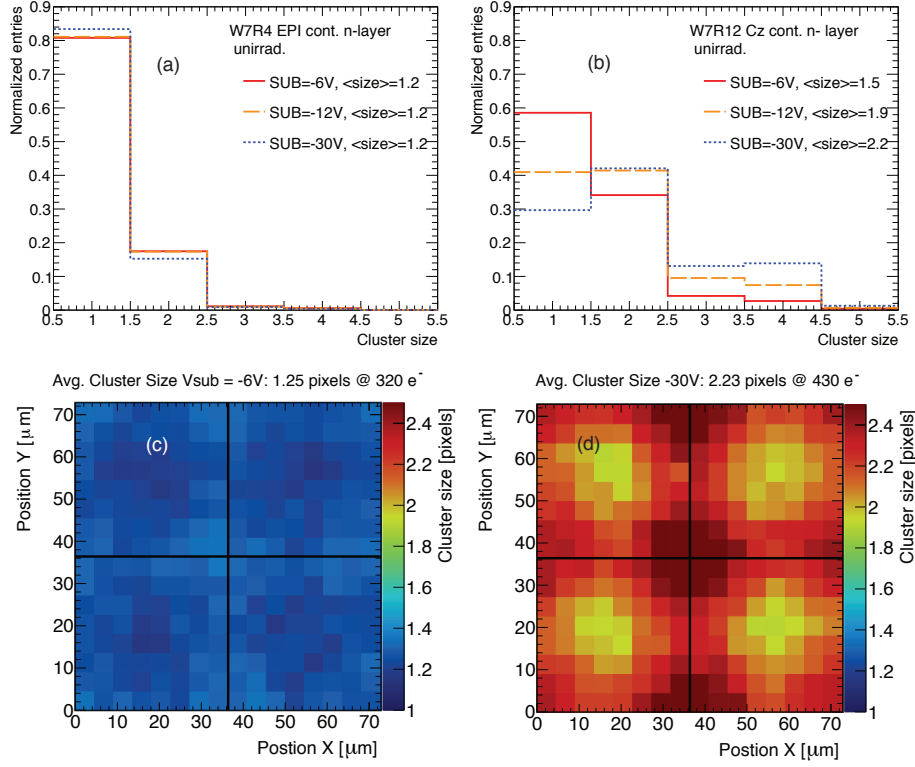 Normalized entries
0.9
0.8
0.7
0.6
0.5
0.4
0.3
0.2
0.1
0
W7R4 EPI cont. n-layer
unirrad.
(a)
SUB=-6V, <size>=1.2
SUB=-12V, <size>=1.2
SUB=-30V, <size>=1.2
0.5 1 1.5 2 2.5 3 3.5 4 4.5 5 5.5
Cluster size
Normalized entries
0.9
0.8
0.7
0.6
0.5
0.4
0.3
0.2
0.1
0
W7R12 Cz cont. n- layer
unirrad.
(b)
SUB=-6V, <size>=1.5
SUB=-12V, <size>=1.9
SUB=-30V, <size>=2.2
0.5 1 1.5 2 2.5 3 3.5 4 4.5 5 5.5
Cluster size
Avg. Cluster Size Vsub = -6V: 1.25 pixels @ 320 e⁻
Position Y [μm]
70
60
50
40
30
20
10
0
(c)
0 10 20 30 40 50 60 70
Postion X [μm]
2.4
2.2
2
1.8
1.6
1.4
1.2
1
Cluster size [pixels]
Avg. Cluster Size -30V: 2.23 pixels @ 430 e⁻
Position Y [μm]
70
60
50
40
30
20
10
0
(d)
0 10 20 30 40 50 60 70
Postion X [μm]
2.4
2.2
2
1.8
1.6
1.4
1.2
1
Cluster size [pixels]